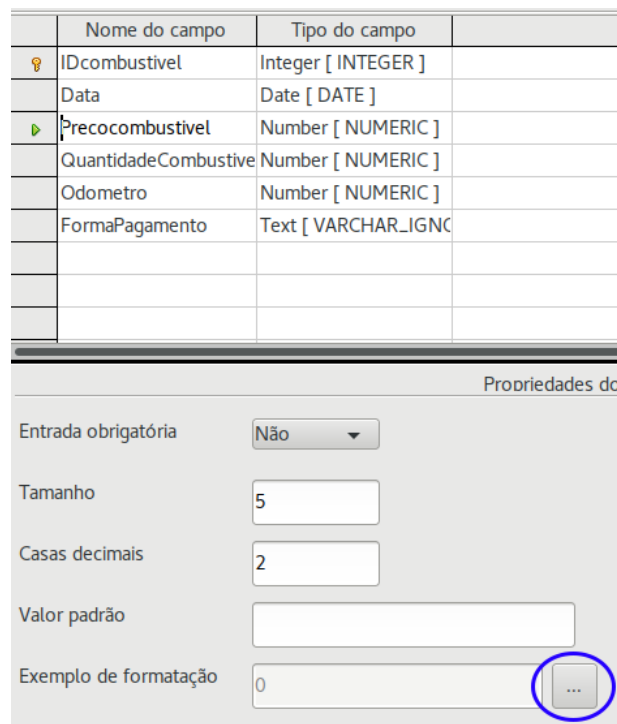 Nome do campo Tipo do campo
IDcombustivel Integer [ INTEGER ]
Data Date [ DATE ]
Precocombustivel Number [ NUMERIC ]
QuantidadeCombustive Number [ NUMERIC ]
Odometro Number [ NUMERIC ]
FormaPagamento Text [ VARCHAR_IGNO
Propriedades do
Entrada obrigatória Não
Tamanho 5
Casas decimais 2
Valor padrão
Exemplo de formatação 0 ...